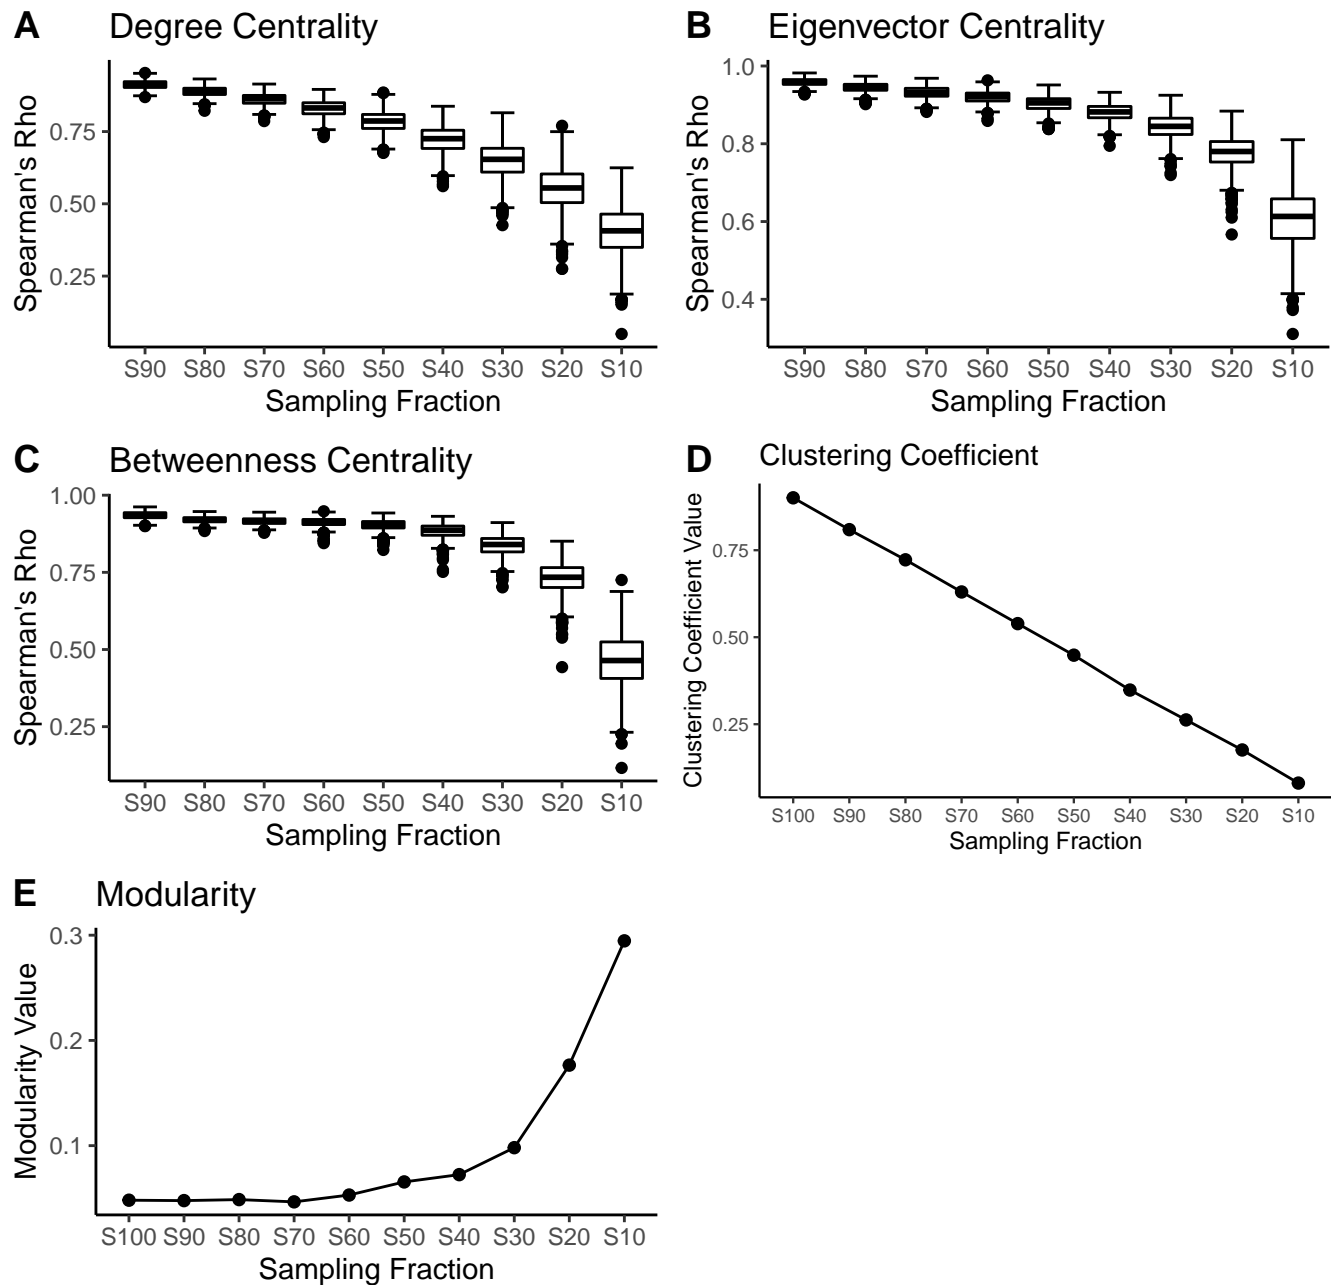 A Degree Centrality
Spearman's Rho
0.75
0.50
0.25
S90 S80 S70 S60 S50 S40 S30 S20 S10
Sampling Fraction
B Eigenvector Centrality
Spearman's Rho
1.0
0.8
0.6
0.4
S90 S80 S70 S60 S50 S40 S30 S20 S10
Sampling Fraction
C Betweenness Centrality
Spearman's Rho
1.00
0.75
0.50
0.25
S90 S80 S70 S60 S50 S40 S30 S20 S10
Sampling Fraction
D Clustering Coefficient
Clustering Coefficient Value
0.75
0.50
0.25
S100 S90 S80 S70 S60 S50 S40 S30 S20 S10
Sampling Fraction
E Modularity
Modularity Value
0.3
0.2
0.1
S100 S90 S80 S70 S60 S50 S40 S30 S20 S10
Sampling Fraction